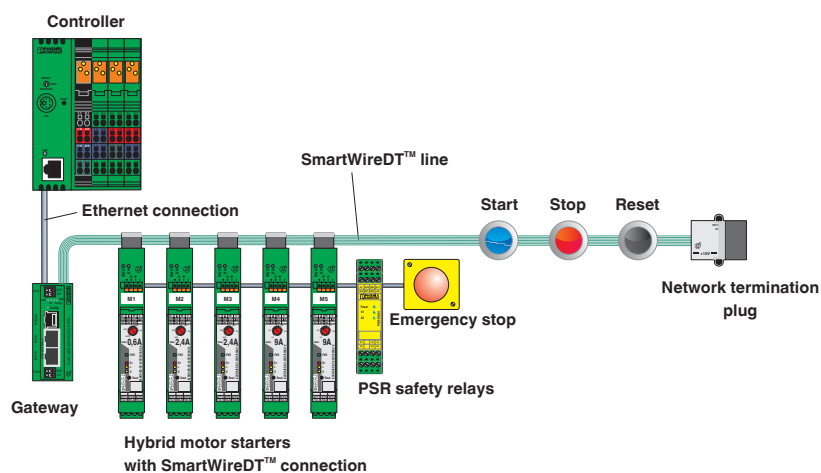 Controller
SmartWireDT™ line
Start
Stop
Reset
Ethernet connection
Network termination
plug
M1
M2
M3
M4
M5
Emergency stop
0,6A
2,4A
2,4A
9A
9A
PSR safety relays
Gateway
Hybrid motor starters
with SmartWireDT™ connection